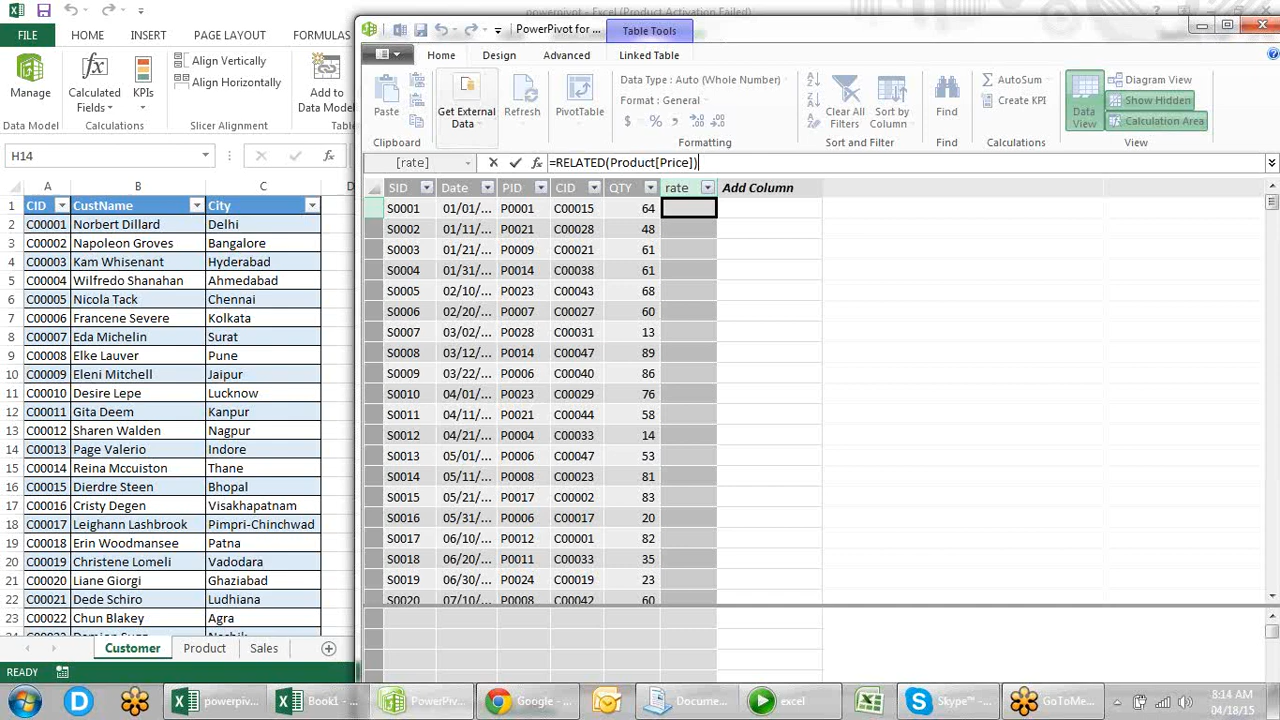 powerpivot - Excel (Product Activation Failed)
FILE HOME INSERT PAGE LAYOUT FORMULAS
Manage
Calculated Fields
KPIs
Align Vertically
Align Horizontally
Add to Data Model
Data Model Calculations Slicer Alignment
H14
A B C D
1 CID CustName City
2 C00001 Norbert Dillard Delhi
3 C00002 Napoleon Groves Bangalore
4 C00003 Kam Whisenant Hyderabad
5 C00004 Wilfredo Shanahan Ahmedabad
6 C00005 Nicola Tack Chennai
7 C00006 Francene Severe Kolkata
8 C00007 Eda Michelin Surat
9 C00008 Elke Lauver Pune
10 C00009 Eleni Mitchell Jaipur
11 C00010 Desire Lepe Lucknow
12 C00011 Gita Deem Kanpur
13 C00012 Sharen Walden Nagpur
14 C00013 Page Valerio Indore
15 C00014 Reina Mccuiston Thane
16 C00015 Dierdre Steen Bhopal
17 C00016 Cristy Degen Visakhapatnam
18 C00017 Leighann Lashbrook Pimpri-Chinchwad
19 C00018 Erin Woodmansee Patna
20 C00019 Christene Lomeli Vadodara
21 C00020 Liane Giorgi Ghaziabad
22 C00021 Dede Schiro Ludhiana
23 C00022 Chun Blakey Agra
Customer Product Sales
READY
PowerPivot for ... Table Tools
Home Design Advanced Linked Table
Paste
Get External Data
Refresh
PivotTable
Data Type : Auto (Whole Number)
Format : General
$ % ,
Sort by Column
Clear All Filters
Find
AutoSum
Create KPI
Data View
Diagram View
Show Hidden
Calculation Area
Clipboard Formatting Sort and Filter Find Calculations View
[rate] fx =RELATED(Product[Price])
SID Date PID CID QTY rate Add Column
S0001 01/01/... P0001 C00015 64
S0002 01/11/... P0021 C00028 48
S0003 01/21/... P0009 C00021 61
S0004 01/31/... P0014 C00038 61
S0005 02/10/... P0023 C00043 68
S0006 02/20/... P0007 C00027 60
S0007 03/02/... P0028 C00031 13
S0008 03/12/... P0014 C00047 89
S0009 03/22/... P0006 C00040 86
S0010 04/01/... P0023 C00029 76
S0011 04/11/... P0021 C00044 58
S0012 04/21/... P0004 C00033 14
S0013 05/01/... P0006 C00047 53
S0014 05/11/... P0008 C00023 81
S0015 05/21/... P0017 C00002 83
S0016 05/31/... P0006 C00017 20
S0017 06/10/... P0012 C00001 82
S0018 06/20/... P0011 C00033 35
S0019 06/30/... P0024 C00019 23
S0020 07/10/... P0008 C00042 60
powerpiv... Book1 - ... PowerPiv... Google - ... Docume... excel Skype™ -... GoToMe...
8:14 AM
04/18/15